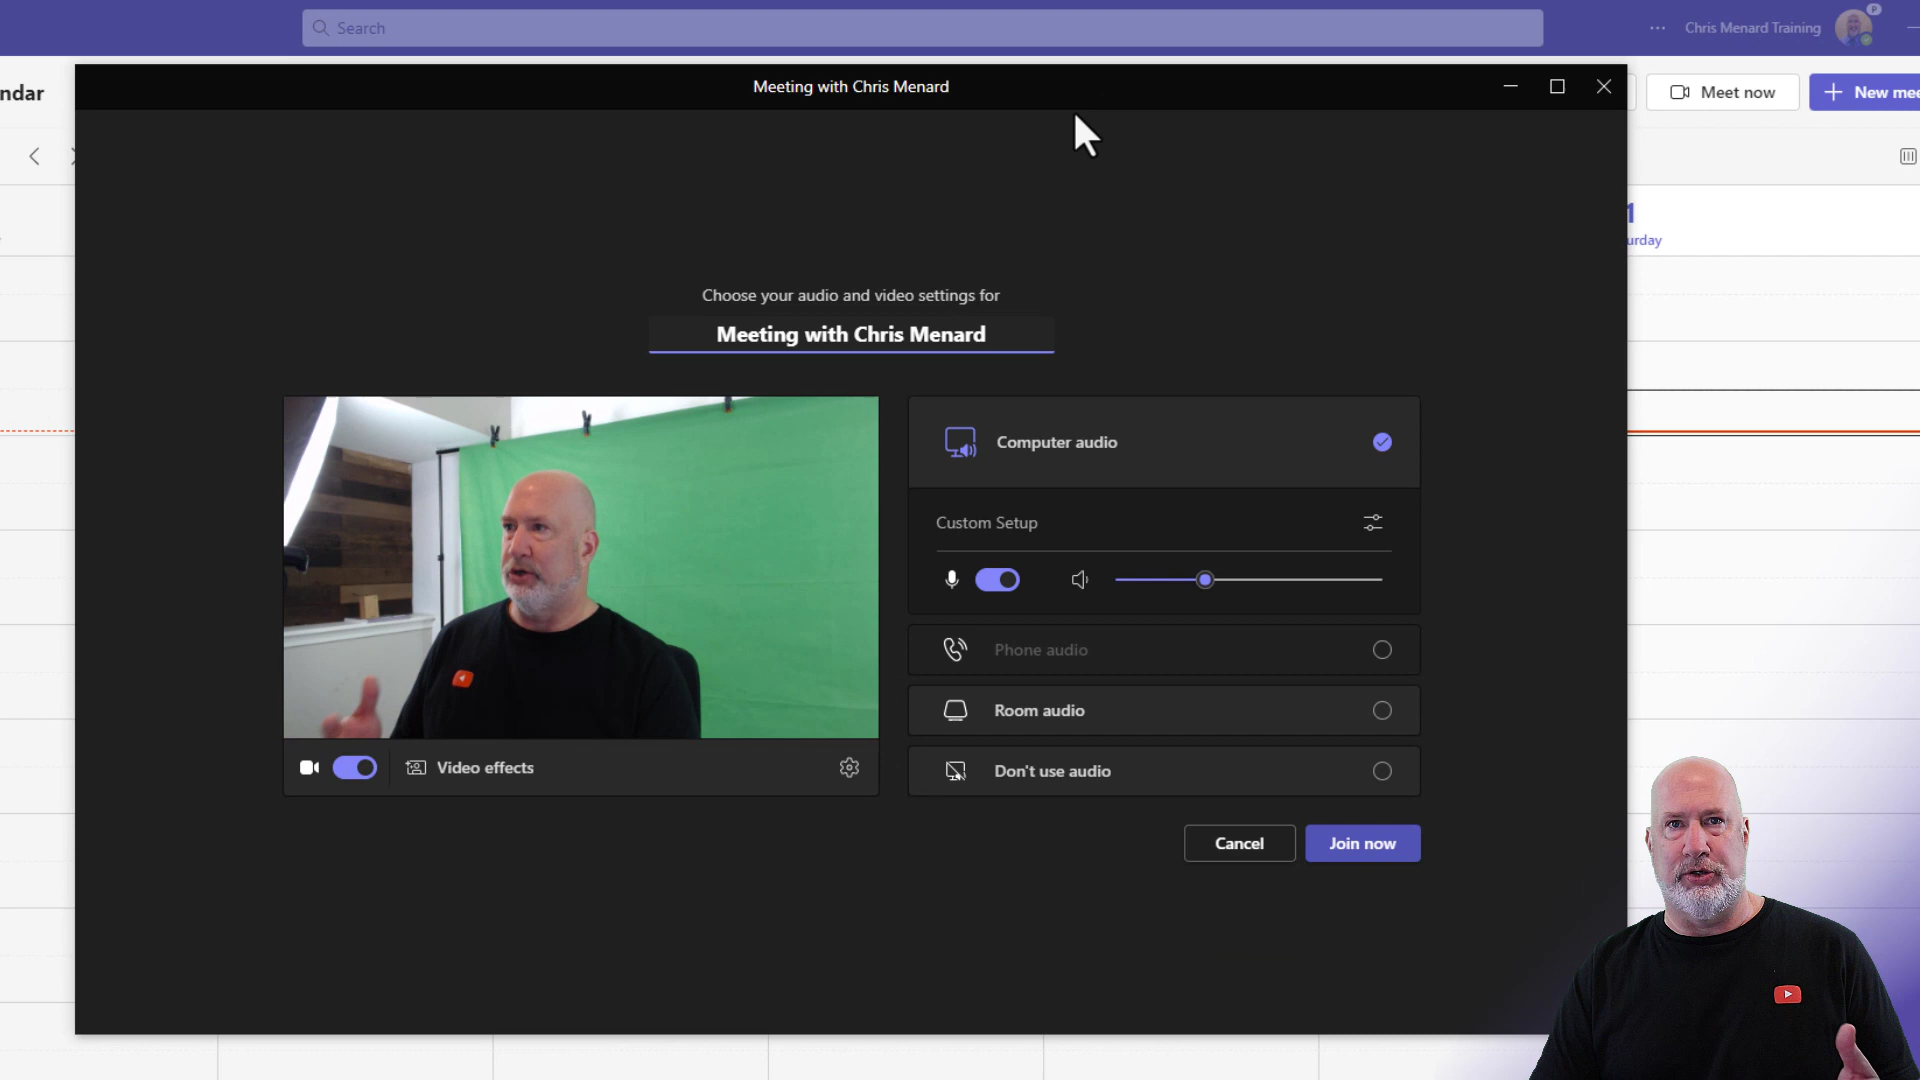 Search
Chris Menard Training
P
ndar
Meeting with Chris Menard
Meet now
New mee
1
urday
Choose your audio and video settings for
Meeting with Chris Menard
Computer audio
Custom Setup
Phone audio
Room audio
Video effects
Don't use audio
Cancel
Join now